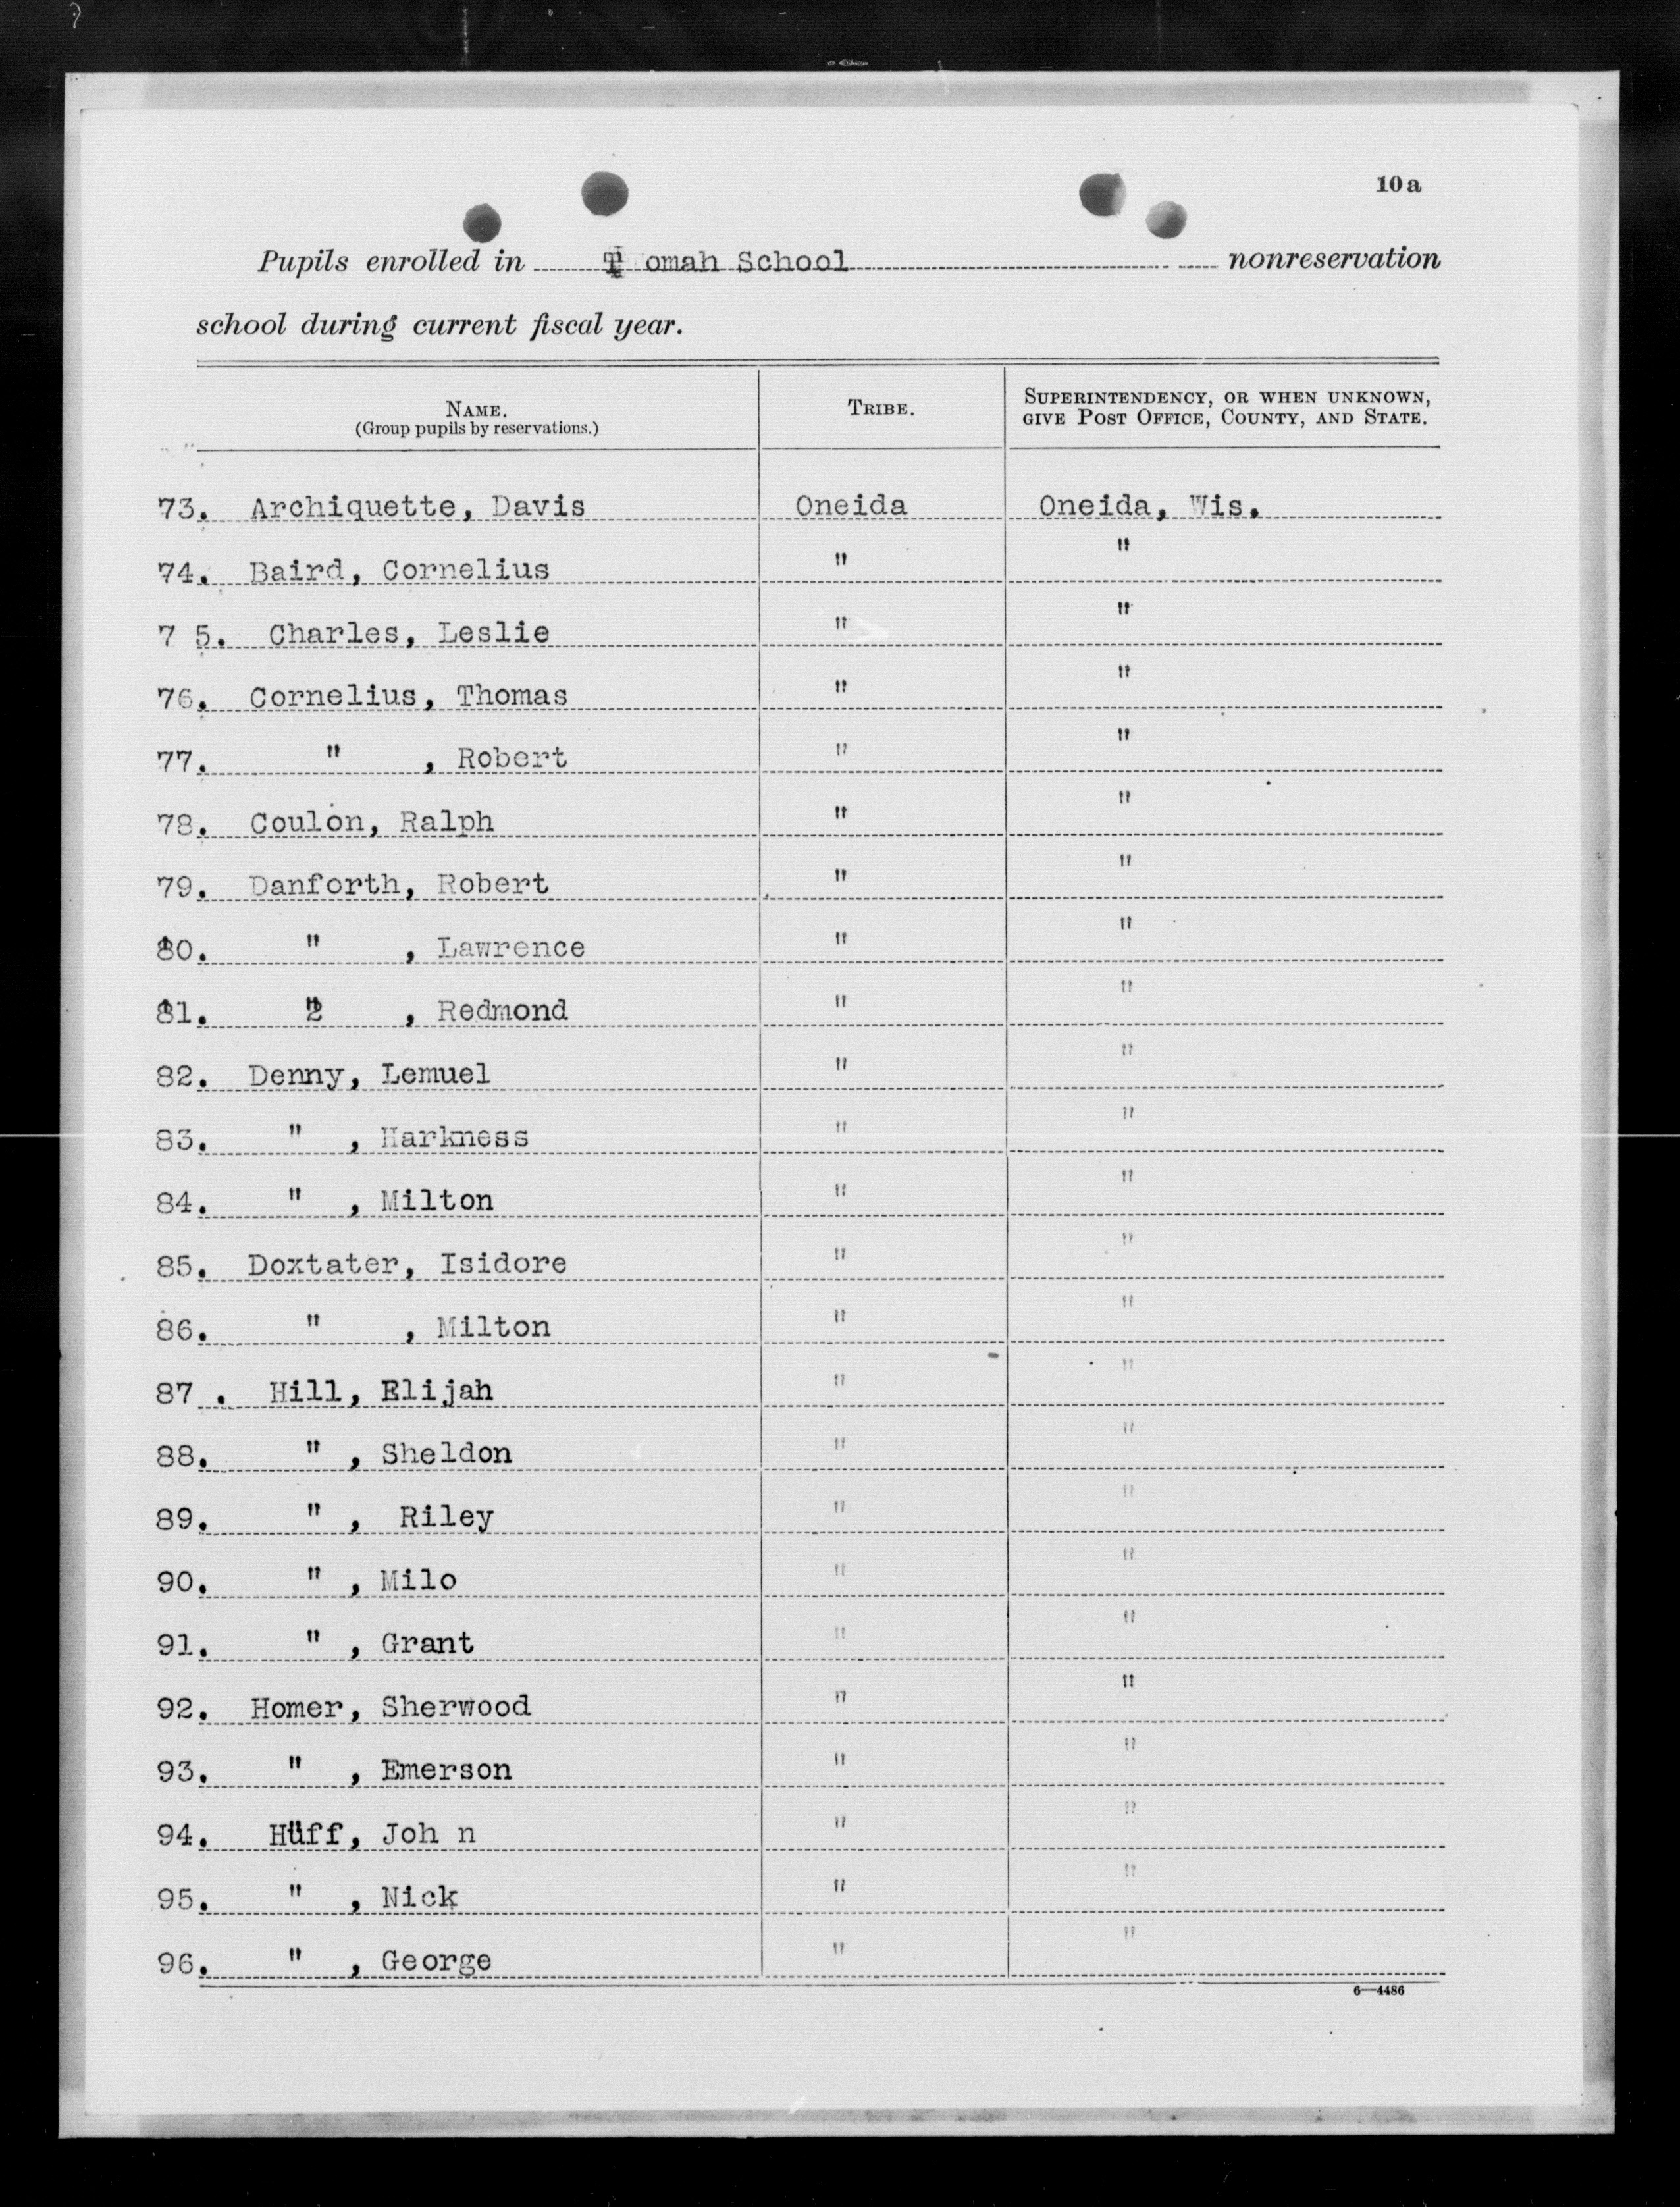 10a
Pupils enrolled in Tomah School nonreservation
school during current fiscal year.
NAME. TRIBE. SUPERINTENDENCY, OR WHEN UNKNOWN,
(Group pupils by reservations.) GIVE POST OFFICE, COUNTY, AND STATE.
73. Archiquette, Davis Oneida Oneida, Wis.
74. Baird, Cornelius " "
7 5. Charles, Leslie " "
76. Cornelius, Thomas " "
77. " , Robert " "
78. Coulon, Ralph " "
79. Danforth, Robert " "
80. " , Lawrence " "
81. " , Redmond " "
82. Denny, Lemuel " "
83. " , Harkness " "
84. " , Milton " "
85. Doxtater, Isidore " "
86. " , Milton " "
87 . Hill, Elijah " "
88. " , Sheldon " "
89. " , Riley " "
90. " , Milo " "
91. " , Grant " "
92. Homer, Sherwood " "
93. " , Emerson " "
94. Huff, Joh n " "
95. " , Nick " "
96. " , George " "
6—4486